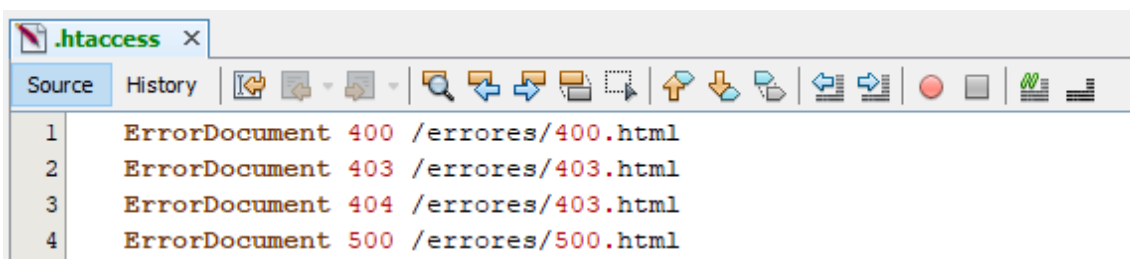 .htaccess ×
Source History
1 ErrorDocument 400 /errores/400.html
2 ErrorDocument 403 /errores/403.html
3 ErrorDocument 404 /errores/403.html
4 ErrorDocument 500 /errores/500.html